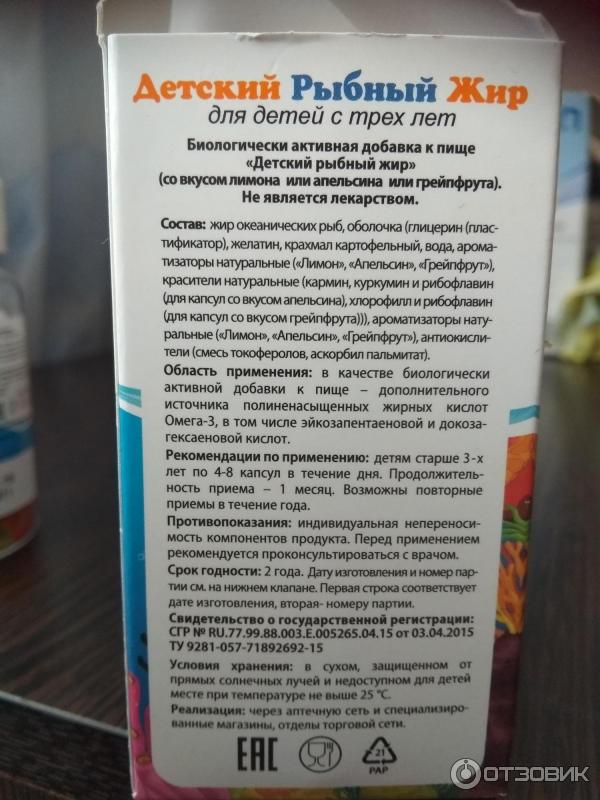 Детский Рыбный Жир
для детей с трех лет
Биологически активная добавка к пище
«Детский рыбный жир»
(со вкусом лимона или апельсина или грейпфрута).
Не является лекарством.
Состав: жир океанических рыб, оболочка (глицерин (плас-
тификатор), желатин, крахмал картофельный, вода, арома-
тизаторы натуральные («Лимон», «Апельсин», «Грейпфрут»),
красители натуральные (кармин, куркумин и рибофлавин
(для капсул со вкусом апельсина), хлорофилл и рибофлавин
(для капсул со вкусом грейпфрута))), ароматизаторы нату-
ральные («Лимон», «Апельсин», «Грейпфрут»), антиокисли-
тели (смесь токоферолов, аскорбил пальмитат).
Область применения: в качестве биологически
активной добавки к пище – дополнительного
источника полиненасыщенных жирных кислот
Омега-3, в том числе эйкозапентаеновой и докоза-
гексаеновой кислот.
Рекомендации по применению: детям старше 3-х
лет по 4-8 капсул в течение дня. Продолжитель-
ность приема – 1 месяц. Возможны повторные
приемы в течение года.
Противопоказания: индивидуальная непереноси-
мость компонентов продукта. Перед применением
рекомендуется проконсультироваться с врачом.
Срок годности: 2 года. Дату изготовления и номер пар-
тии см. на нижнем клапане. Первая строка соответствует
дате изготовления, вторая- номеру партии.
Свидетельство о государственной регистрации:
СГР № RU.77.99.88.003.Е.005265.04.15 от 03.04.2015
ТУ 9281-057-71892692-15
Условия хранения: в сухом, защищенном от
прямых солнечных лучей и недоступном для детей
месте при температуре не выше 25 °С.
Реализация: через аптечную сеть и специализиро-
ванные магазины, отделы торговой сети.
ЕАС
21
PAP
ОТЗОВИК